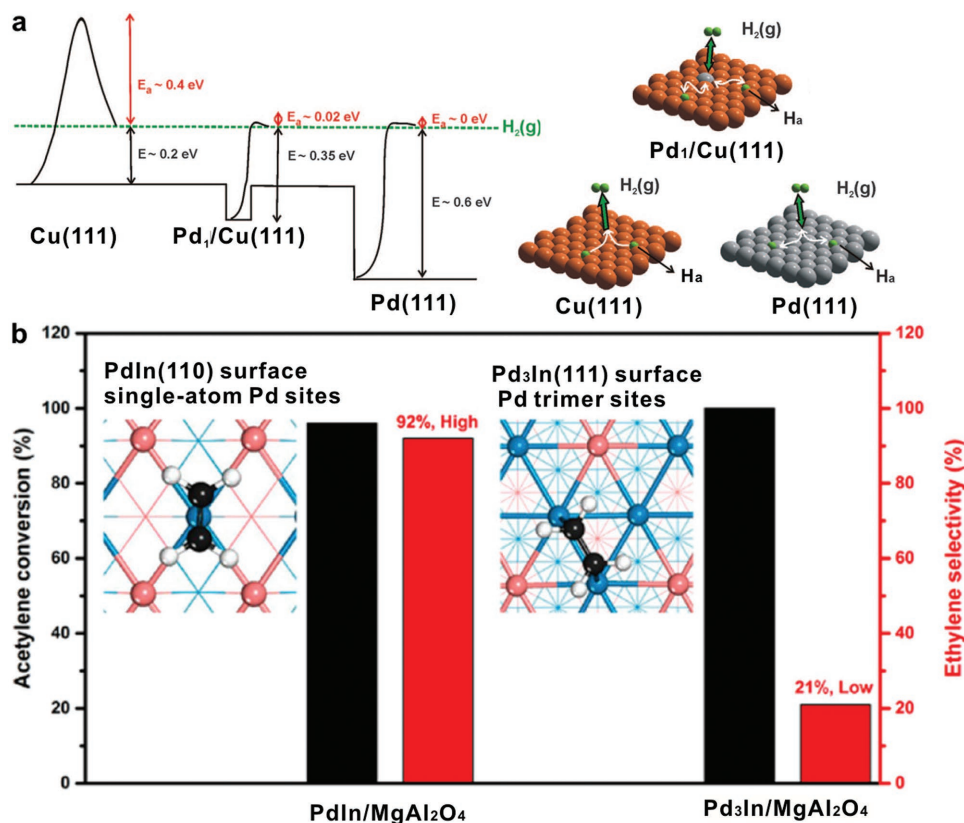 a
Eₐ ~ 0.4 eV
E ~ 0.2 eV
Cu(111)
Eₐ ~ 0.02 eV
E ~ 0.35 eV
Pd₁/Cu(111)
Eₐ ~ 0 eV
H₂(g)
E ~ 0.6 eV
Pd(111)
H₂(g)
Hₐ
Pd₁/Cu(111)
H₂(g)
Hₐ
Cu(111)
H₂(g)
Hₐ
Pd(111)
b
Acetylene conversion (%)
120
100
80
60
40
20
0
PdIn(110) surface
single-atom Pd sites
92%, High
Pd₃In(111) surface
Pd trimer sites
21%, Low
120
100
80
60
40
20
0
Ethylene selectivity (%)
PdIn/MgAl₂O₄
Pd₃In/MgAl₂O₄